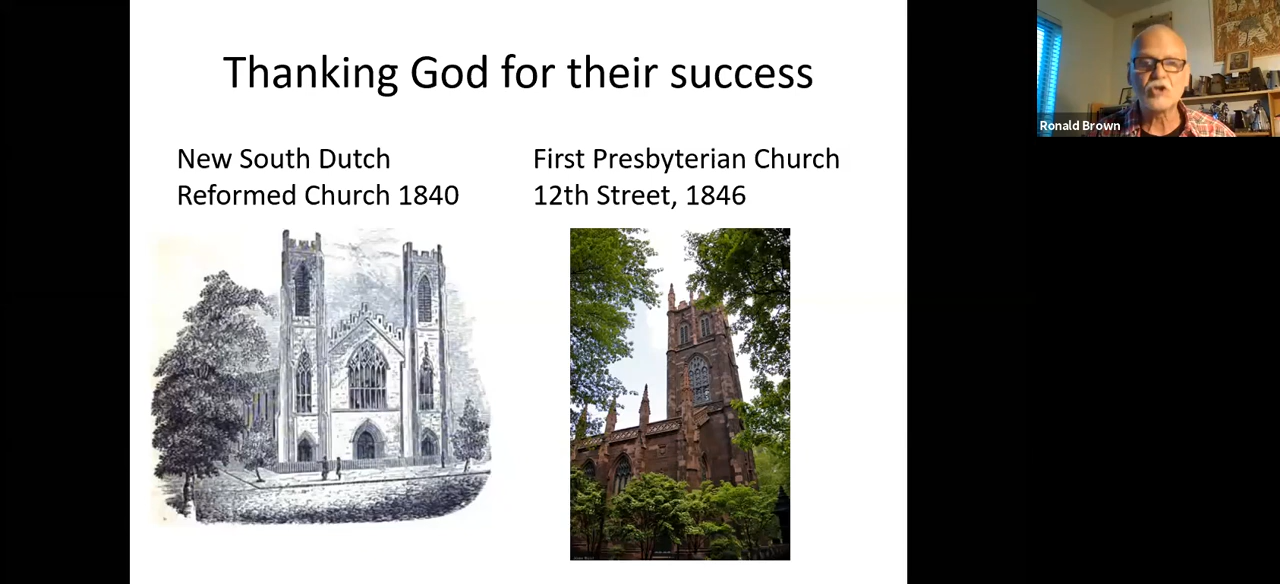 Thanking God for their success
New South Dutch
Reformed Church 1840
First Presbyterian Church
12th Street, 1846
Ronald Brown